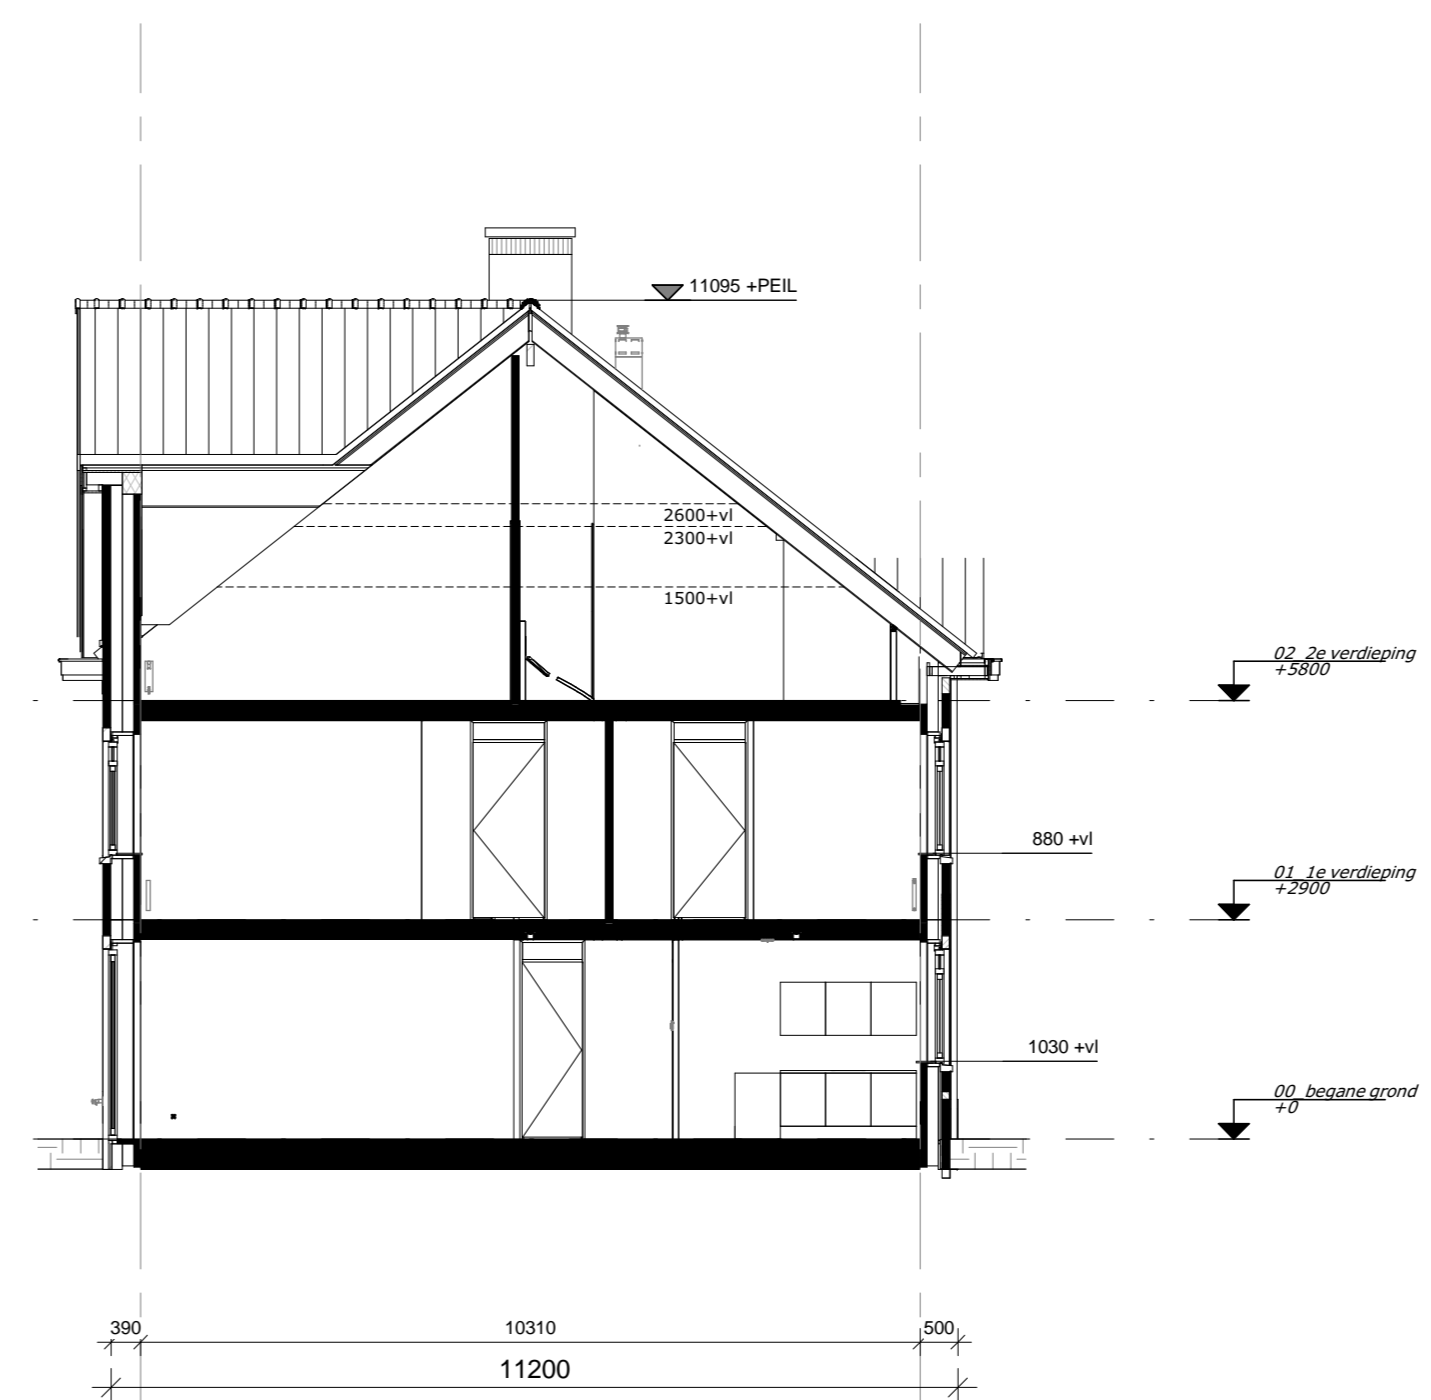 11095 +PEIL
2600+vl
2300+vl
1500+vl
02_2e verdieping
+5800
880 +vl
01_1e verdieping
+2900
1030 +vl
00_begane grond
+0
390
10310
500
11200